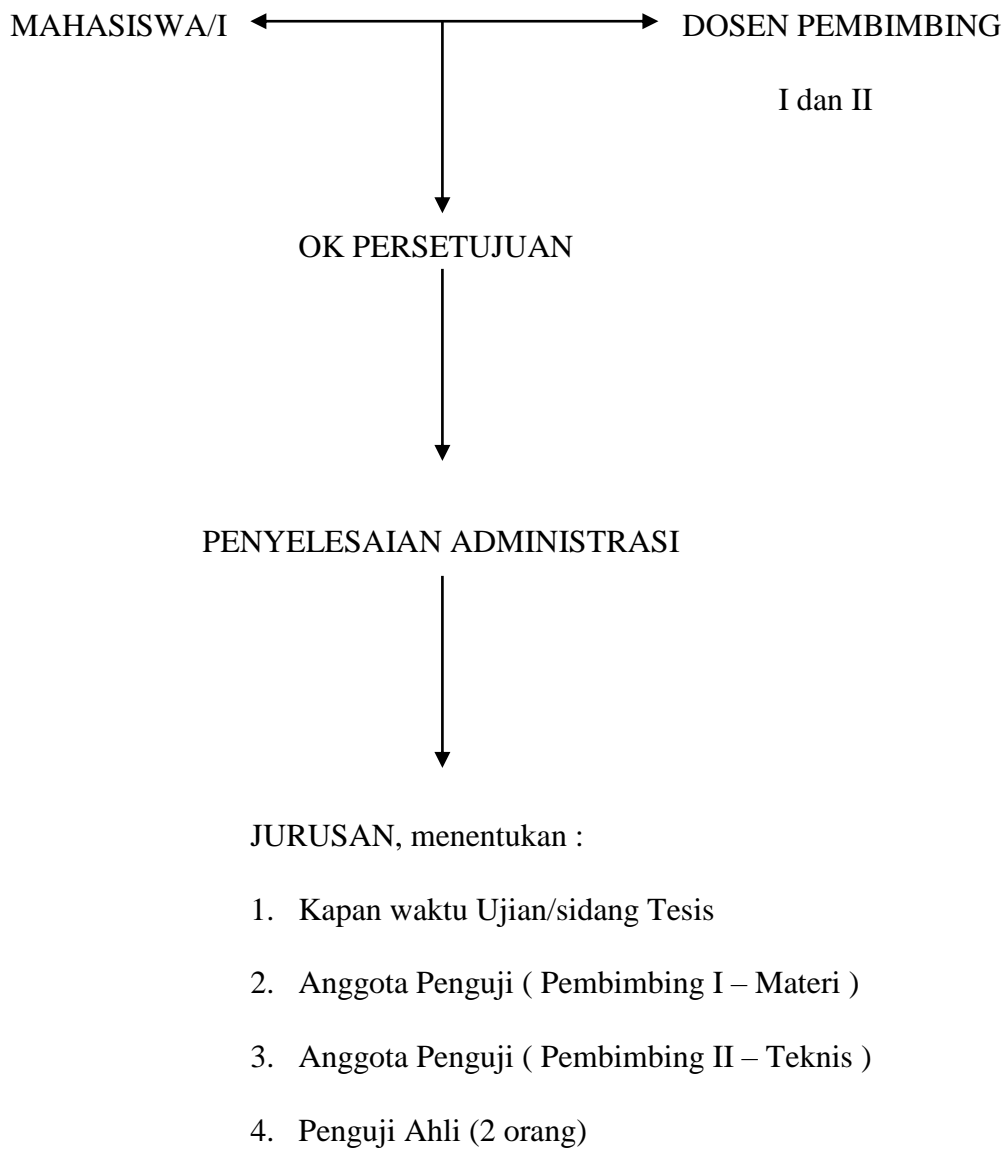 MAHASISWA/I DOSEN PEMBIMBING
I dan II
OK PERSETUJUAN
PENYELESAIAN ADMINISTRASI
JURUSAN, menentukan :
1. Kapan waktu Ujian/sidang Tesis
2. Anggota Penguji ( Pembimbing I – Materi )
3. Anggota Penguji ( Pembimbing II – Teknis )
4. Penguji Ahli (2 orang)